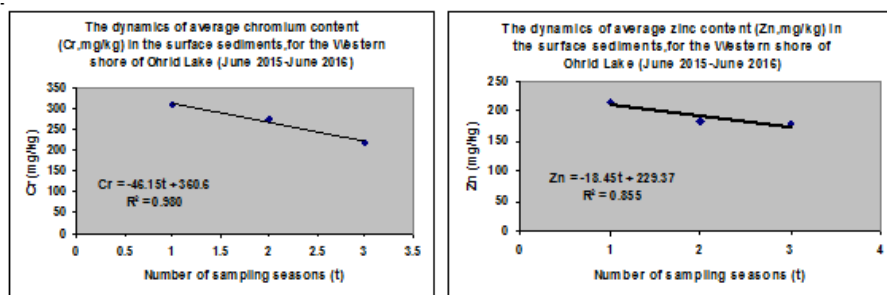 The dynamics of average chromium content
(Cr,mg/kg) in the surface sediments,for the Western
shore of Ohrid Lake (June 2015-June 2016)
350
300
250
200
150
100
50
0
Cr (mg/kg)
Cr = -46.15t + 360.6
R² = 0.980
0 0.5 1 1.5 2 2.5 3 3.5
Number of sampling seasons (t)
The dynamics of average zinc content (Zn,mg/kg) in
the surface sediments,for the Western shore of
Ohrid Lake (June 2015-June 2016)
250
200
150
100
50
0
Zn (mg/kg)
Zn = -18.45t + 229.37
R² = 0.855
0 1 2 3 4
Number of sampling seasons (t)